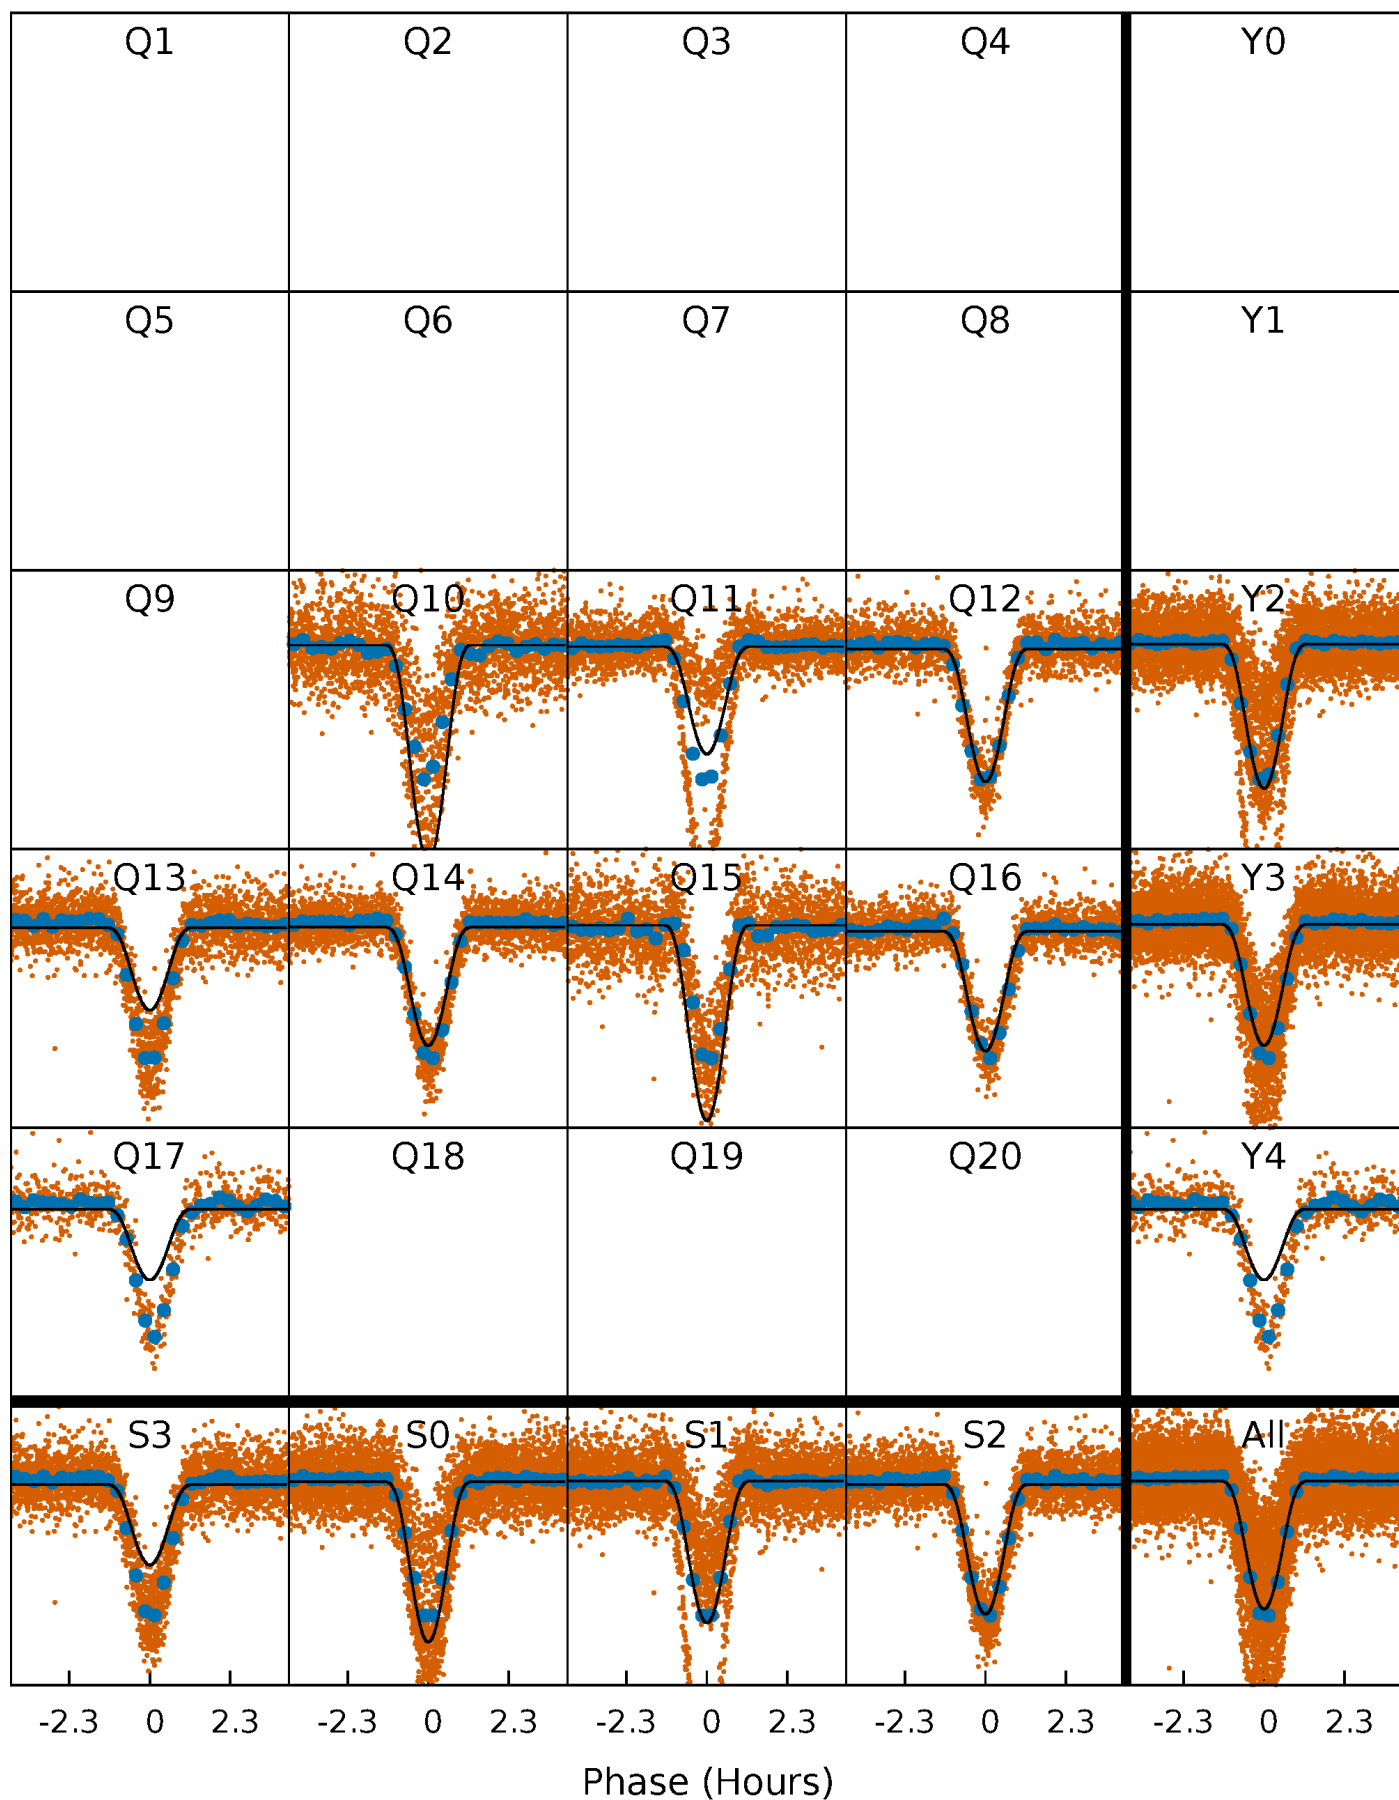 Q1 Q2 Q3 Q4 Y0
Q5 Q6 Q7 Q8 Y1
Q9 Q10 Q11 Q12 Y2
Q13 Q14 Q15 Q16 Y3
Q17 Q18 Q19 Q20 Y4
S3 S0 S1 S2 All
-2.3 0 2.3 -2.3 0 2.3 -2.3 0 2.3 -2.3 0 2.3 -2.3 0 2.3
Phase (Hours)